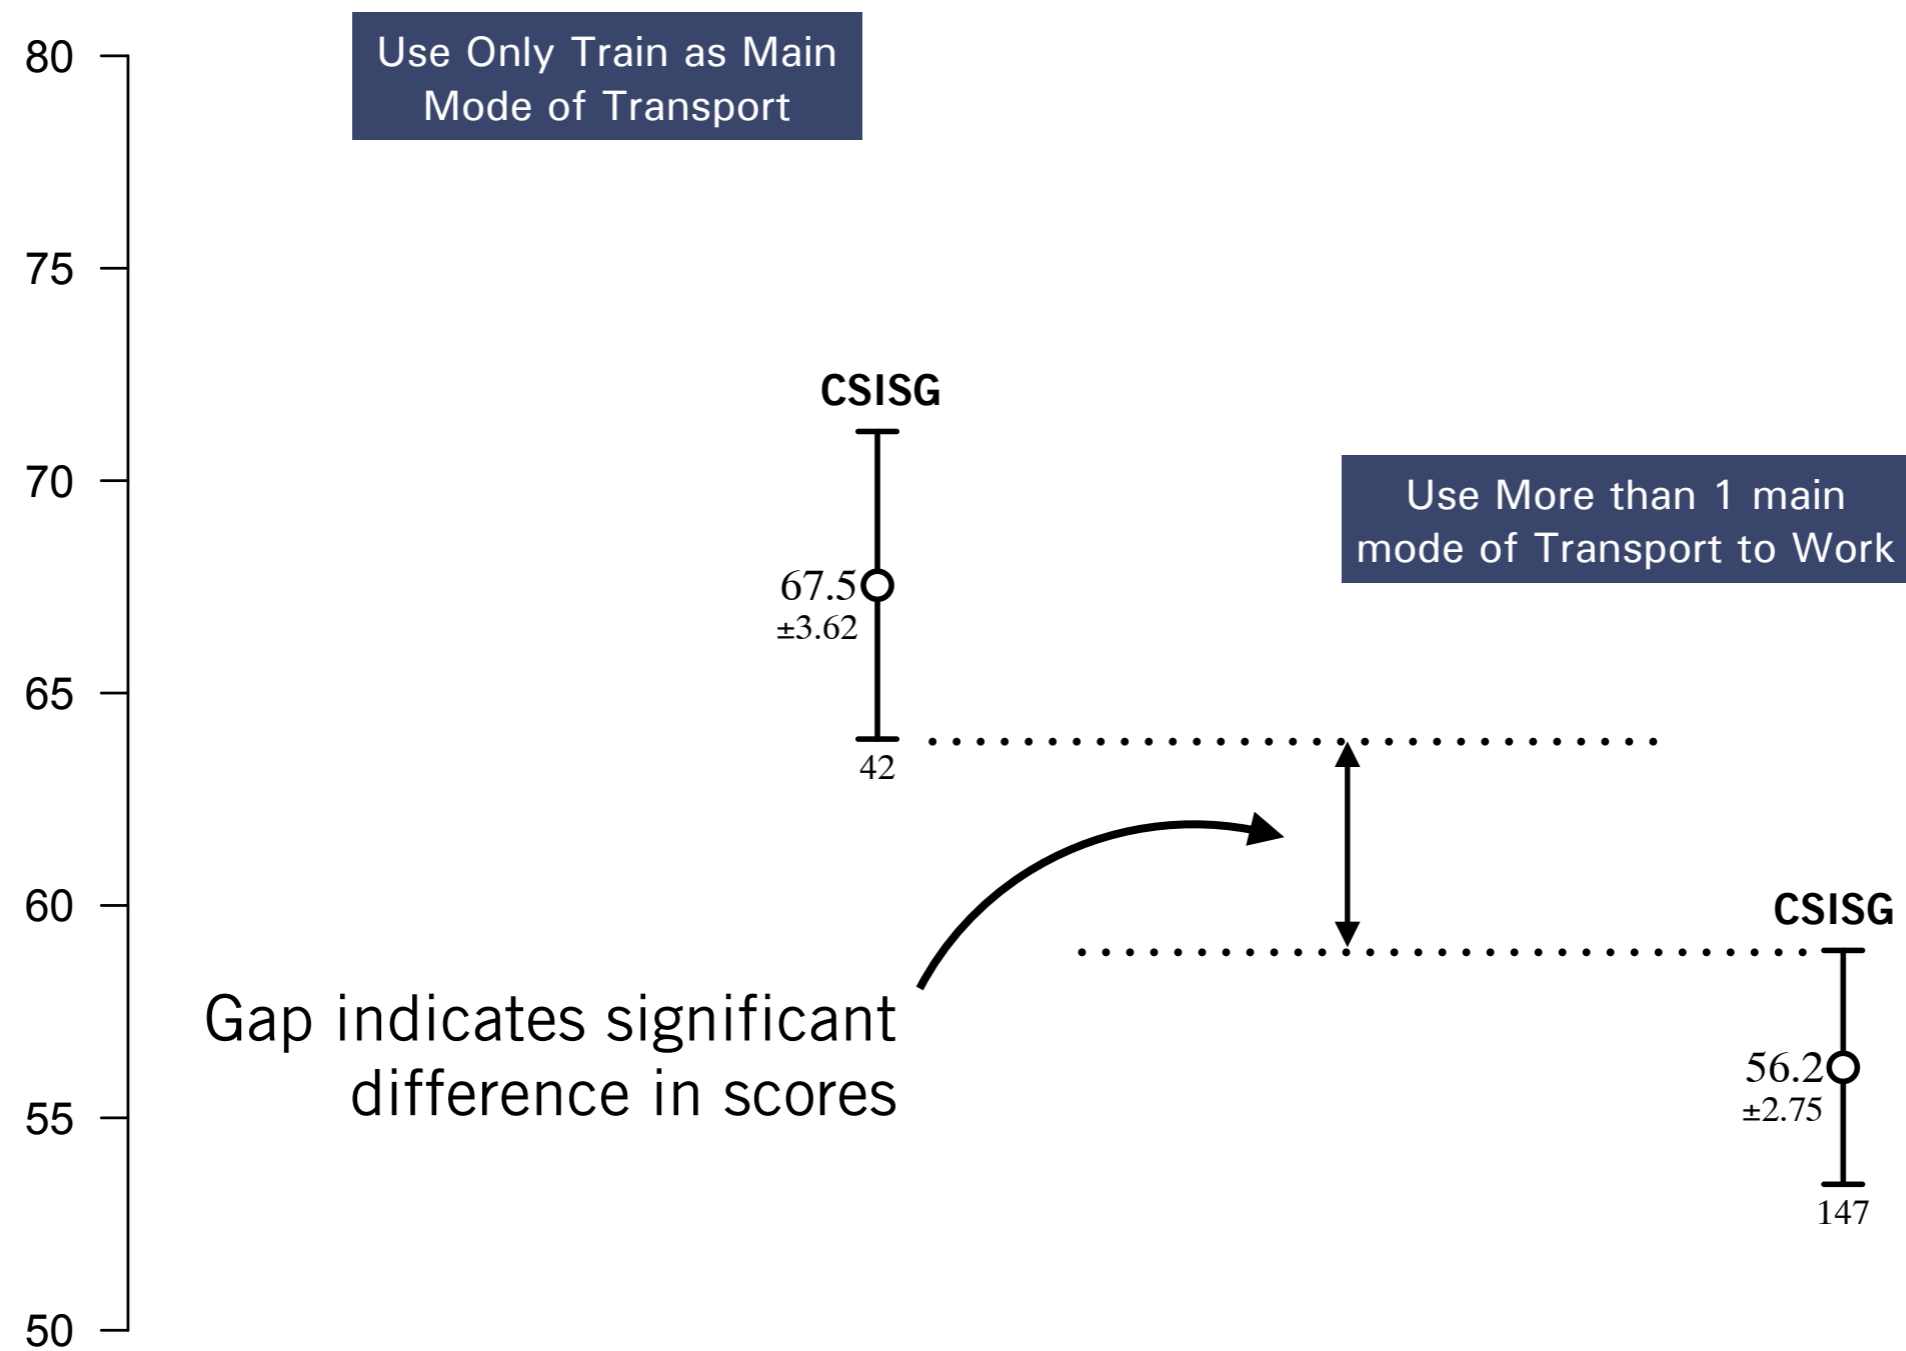 80
75
70
65
60
55
50
Use Only Train as Main
Mode of Transport
CSISG
67.5
±3.62
42
Use More than 1 main
mode of Transport to Work
Gap indicates significant
difference in scores
CSISG
56.2
±2.75
147